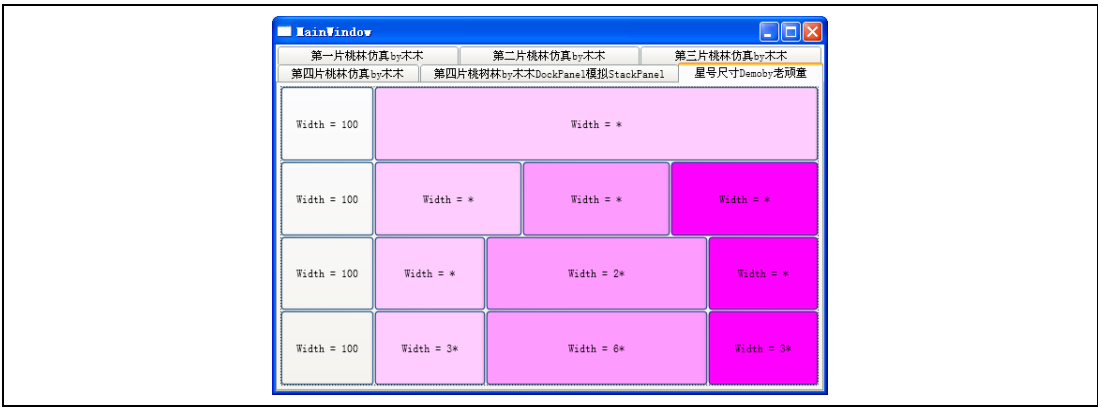 MainWindow
第一片桃林仿真by木木 第二片桃林仿真by木木 第三片桃林仿真by木木
第四片桃林仿真by木木 第四片桃树林by木木DockPanel模拟StackPanel 星号尺寸Demoby老顽童
Width = 100 Width = *
Width = 100 Width = * Width = * Width = *
Width = 100 Width = * Width = 2* Width = *
Width = 100 Width = 3* Width = 6* Width = 3*